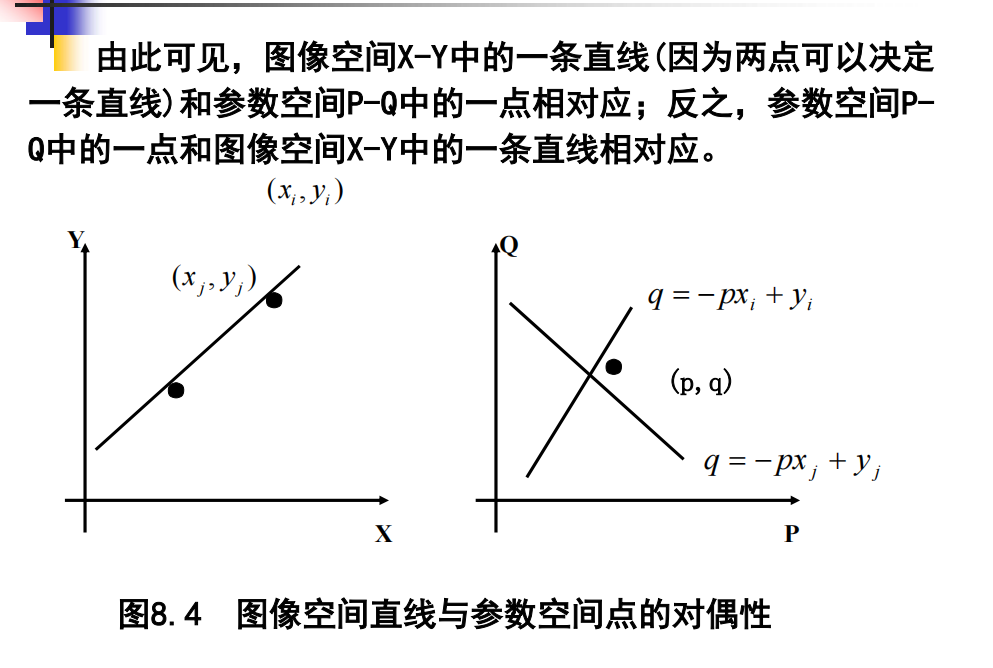 由此可见，图像空间X-Y中的一条直线(因为两点可以决定
一条直线)和参数空间P-Q中的一点相对应；反之，参数空间P-
Q中的一点和图像空间X-Y中的一条直线相对应。
(x_i, y_i)
Y
(x_j, y_j)
X
Q
q = -px_i + y_i
(p,q)
q = -px_j + y_j
P
图8.4 图像空间直线与参数空间点的对偶性